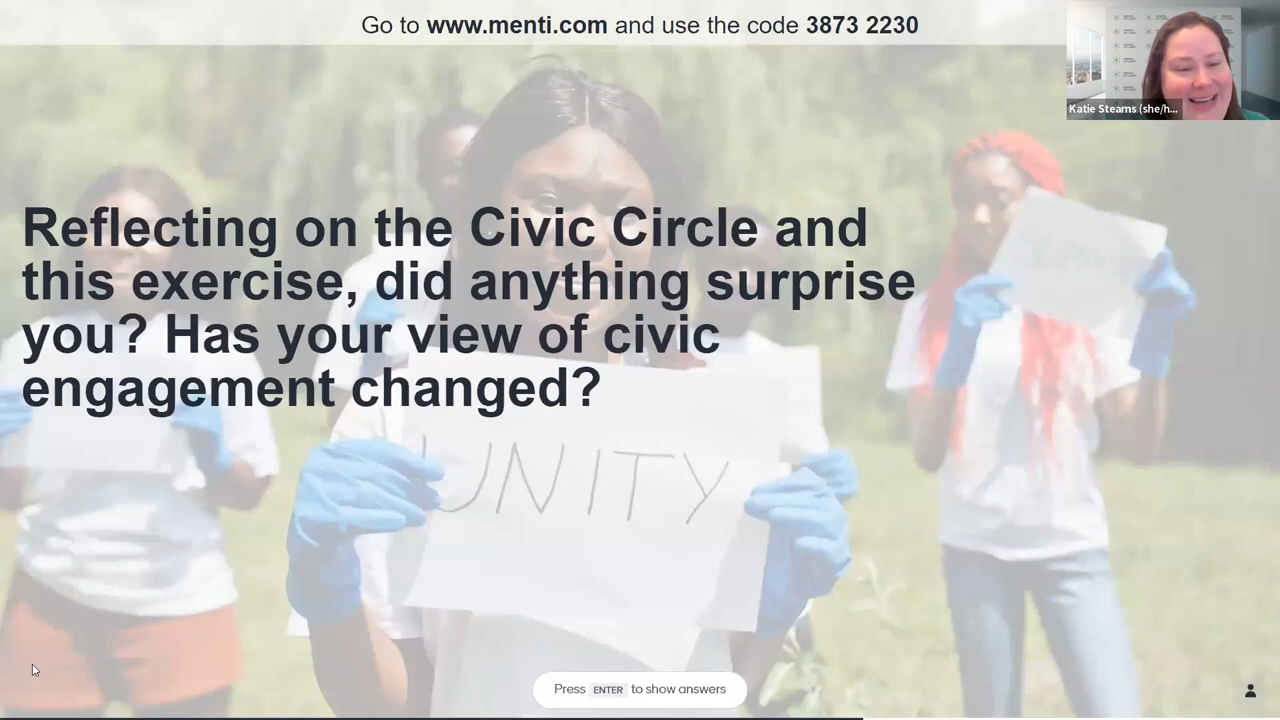 Go to www.menti.com and use the code 3873 2230
Katie Stearns (she/h...
Reflecting on the Civic Circle and
this exercise, did anything surprise
you? Has your view of civic
engagement changed?
UNITY
Press ENTER to show answers